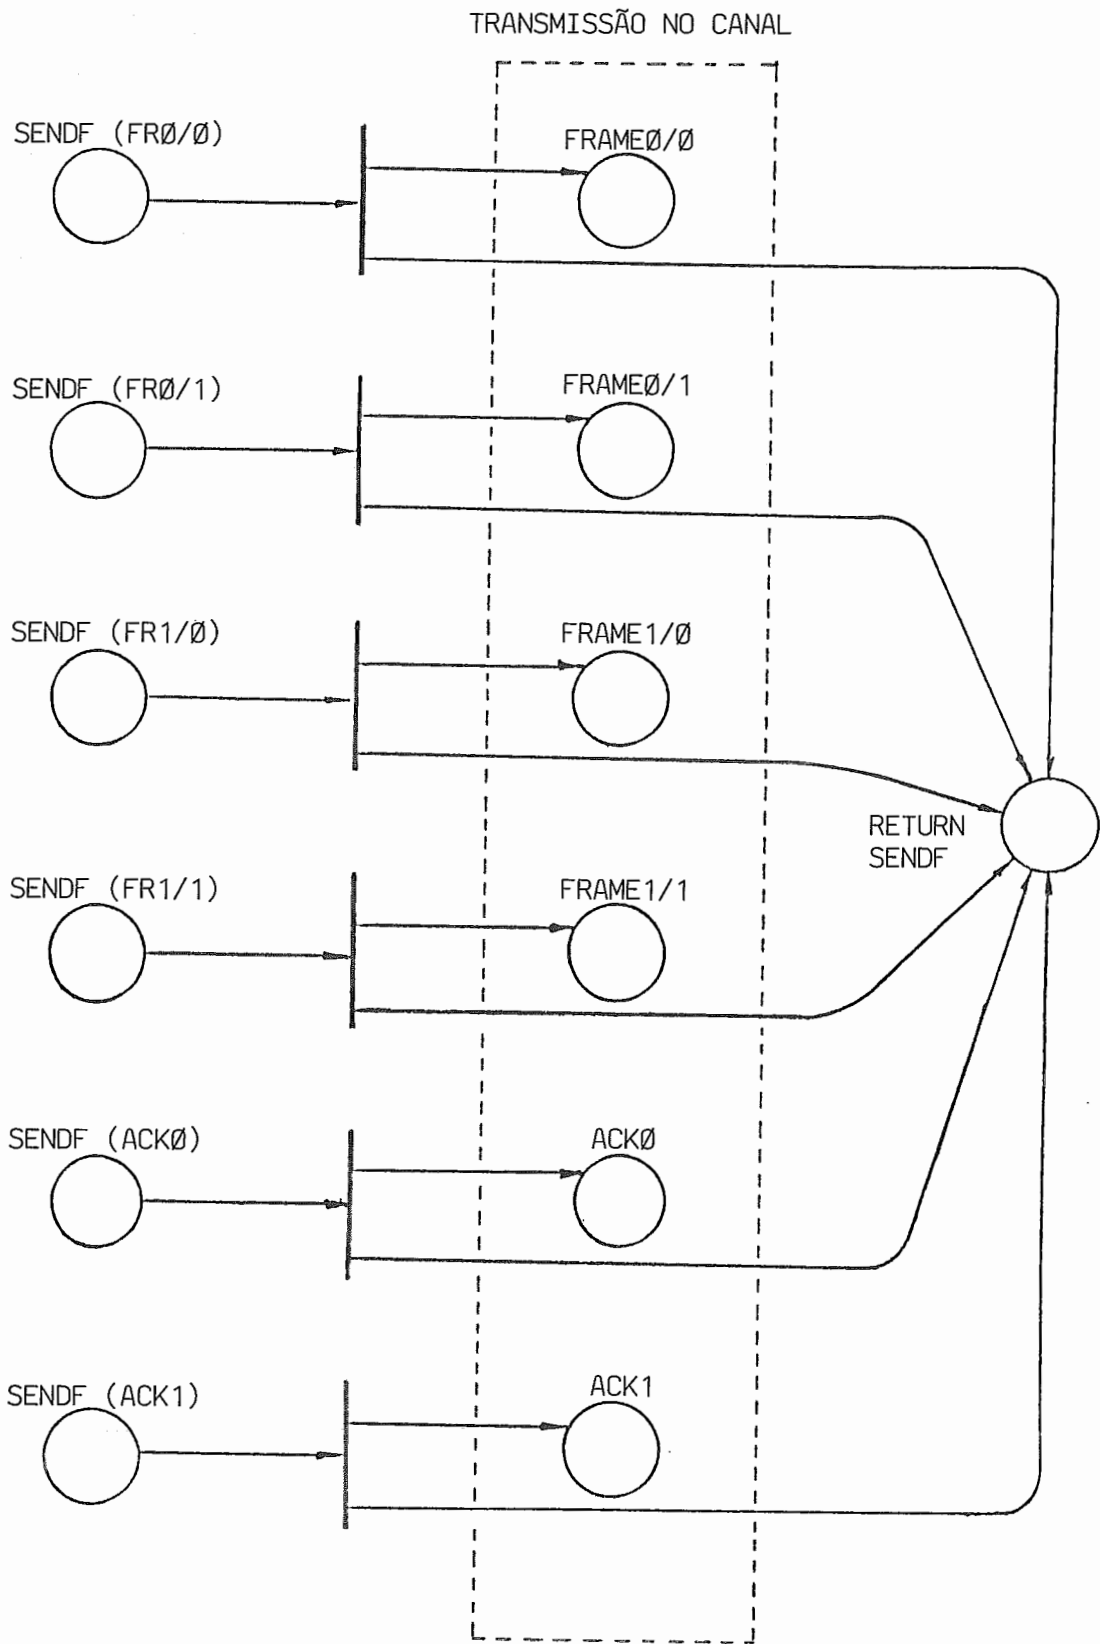 TRANSMISSÃO NO CANAL
SENDF (FRØ/Ø)
FRAMEØ/Ø
SENDF (FRØ/1)
FRAMEØ/1
SENDF (FR1/Ø)
FRAME1/Ø
RETURN
SENDF
SENDF (FR1/1)
FRAME1/1
SENDF (ACKØ)
ACKØ
SENDF (ACK1)
ACK1